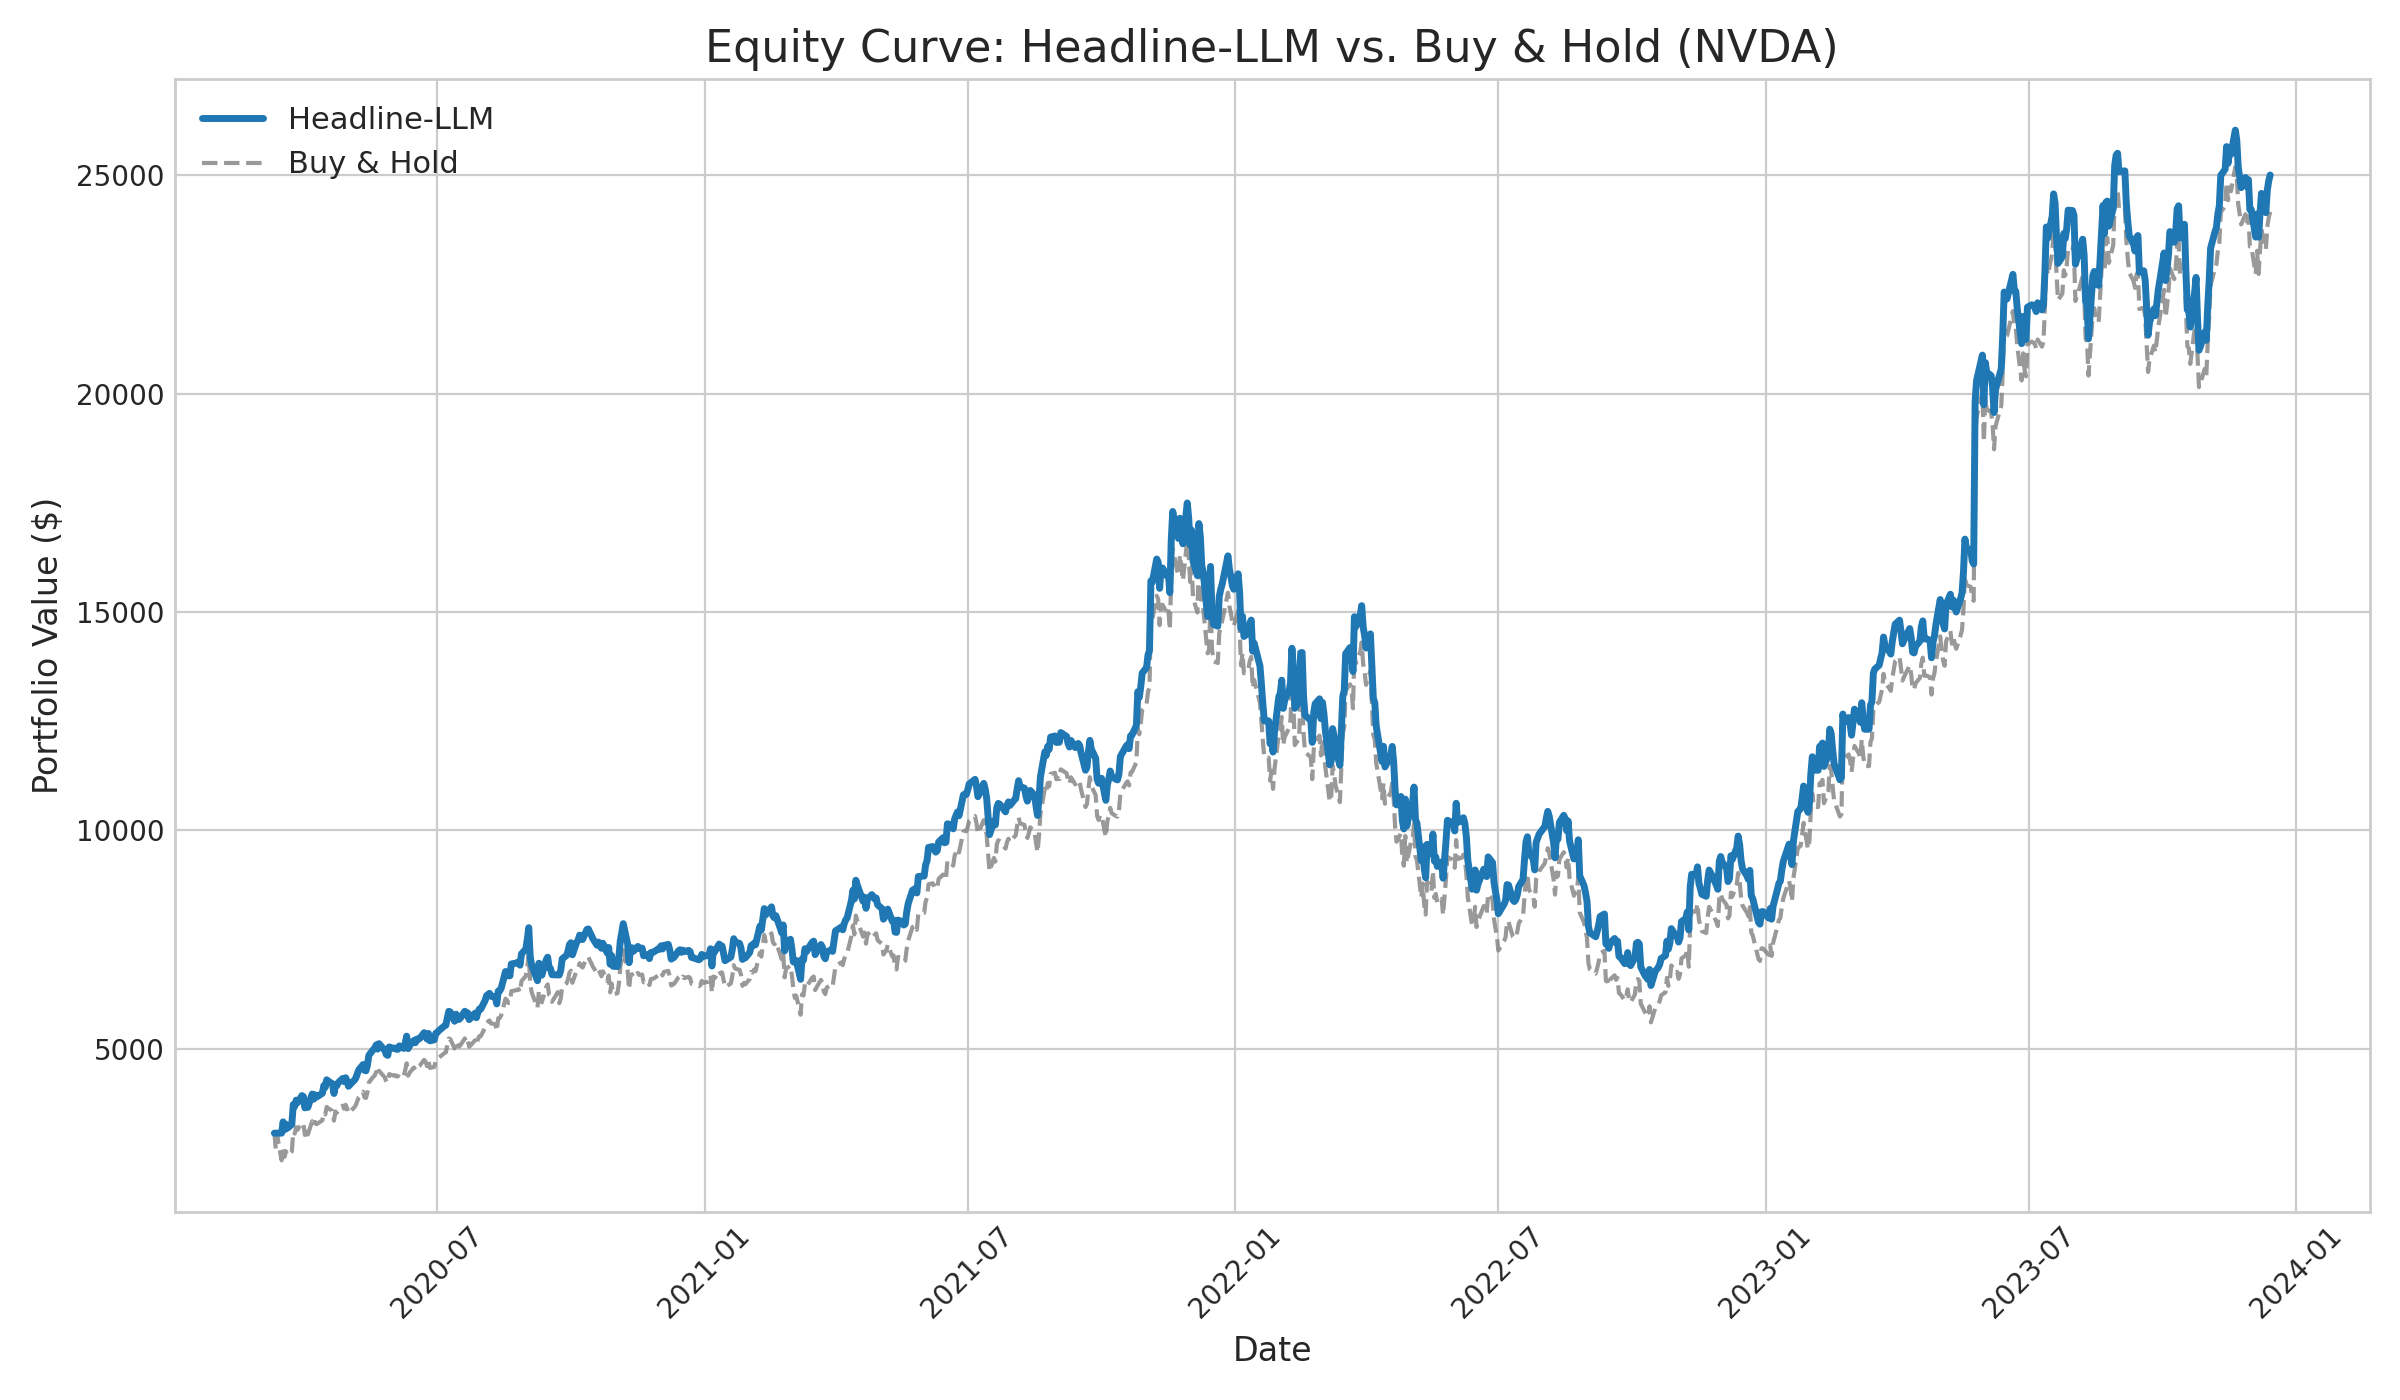 Equity Curve: Headline-LLM vs. Buy & Hold (NVDA)
Headline-LLM
Buy & Hold
25000
20000
15000
10000
5000
Portfolio Value ($)
2020-07
2021-01
2021-07
2022-01
2022-07
2023-01
2023-07
2024-01
Date